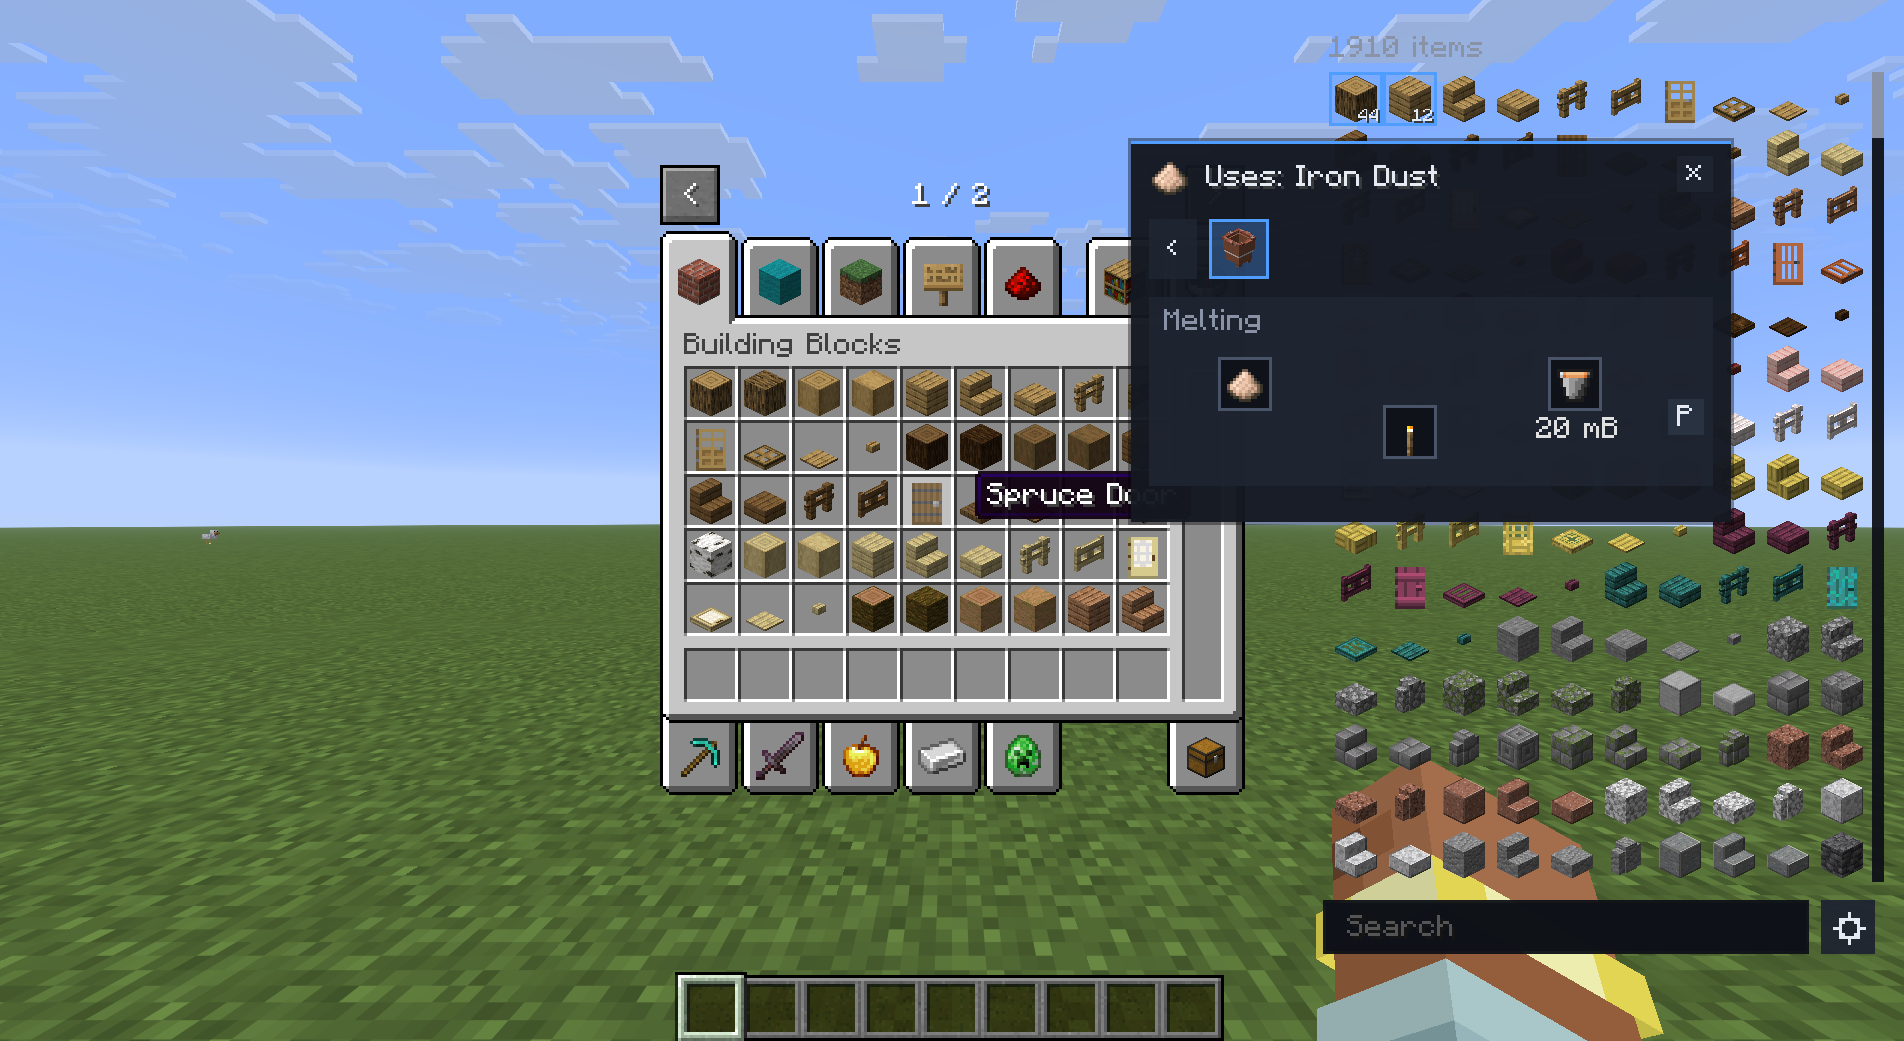 1910 items
44
12
1 / 2
Uses: Iron Dust
Building Blocks
Melting
20 mB
P
Spruce Door
Search